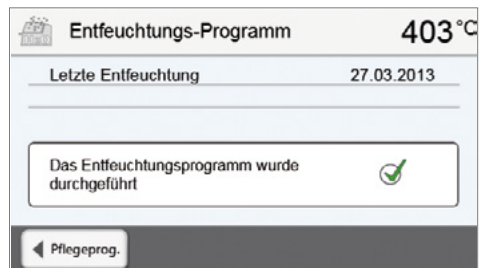 Entfeuchtungs-Programm 403 °C
Letzte Entfeuchtung 27.03.2013
Das Entfeuchtungsprogramm wurde
durchgeführt
Pflegeprog.